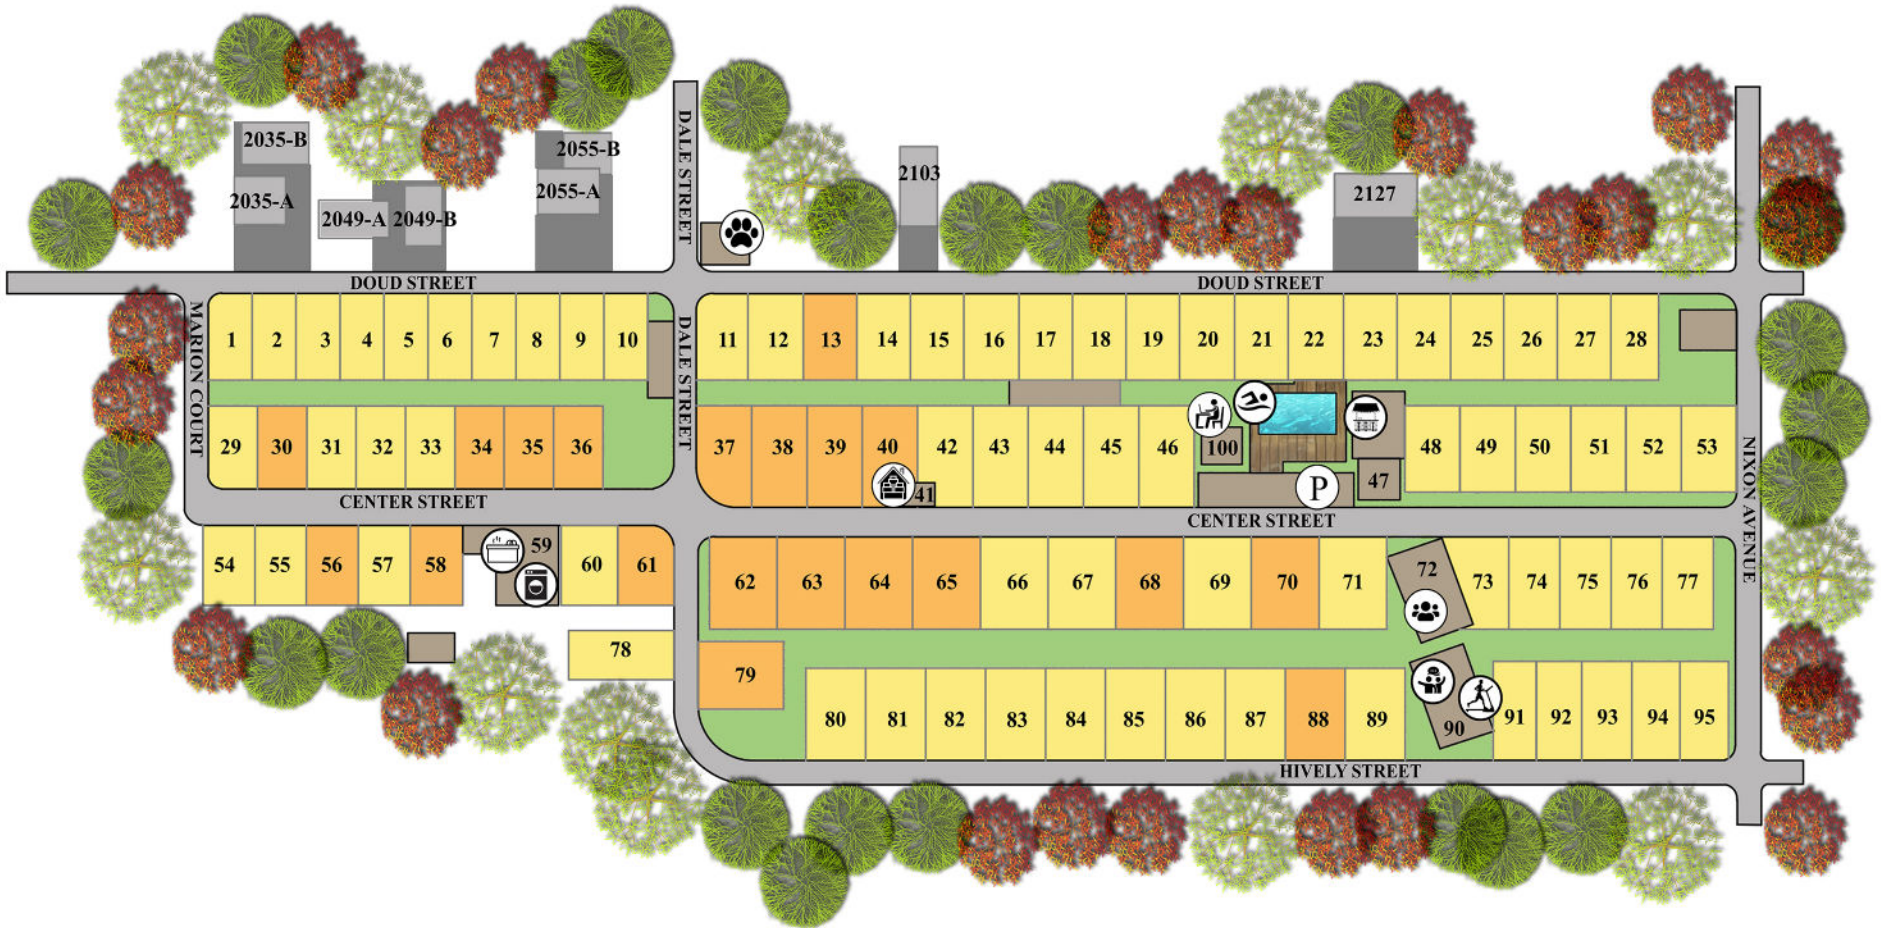 2035-B
2055-B
DALE STREET
2103
2035-A
2055-A
2127
2049-A 2049-B
DOUD STREET
DOUD STREET
MARION COURT
1 2 3 4 5 6 7 8 9 10
DALE STREET
11 12 13 14 15 16 17 18 19 20 21 22 23 24 25 26 27 28
29 30 31 32 33 34 35 36
37 38 39 40 42 43 44 45 46 100 48 49 50 51 52 53
41
P
47
NIXON AVENUE
CENTER STREET
CENTER STREET
54 55 56 57 58 59 60 61
62 63 64 65 66 67 68 69 70 71 72 73 74 75 76 77
78
79
80 81 82 83 84 85 86 87 88 89 90 91 92 93 94 95
HIVELY STREET